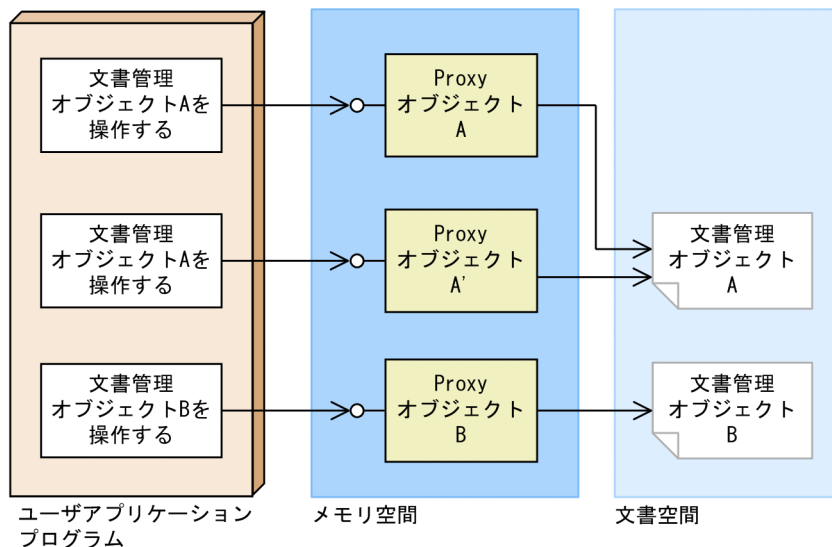 文書管理
オブジェクトAを
操作する
Proxy
オブジェクト
A
文書管理
オブジェクトAを
操作する
Proxy
オブジェクト
A'
文書管理
オブジェクト
A
文書管理
オブジェクトBを
操作する
Proxy
オブジェクト
B
文書管理
オブジェクト
B
ユーザアプリケーション
プログラム
メモリ空間
文書空間